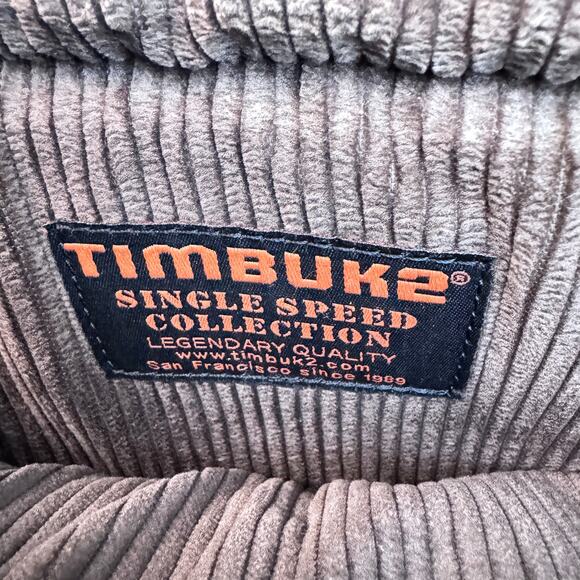 TIMBUK2®
SINGLE SPEED
COLLECTION
LEGENDARY QUALITY
www.timbuk2.com
San Francisco since 1989